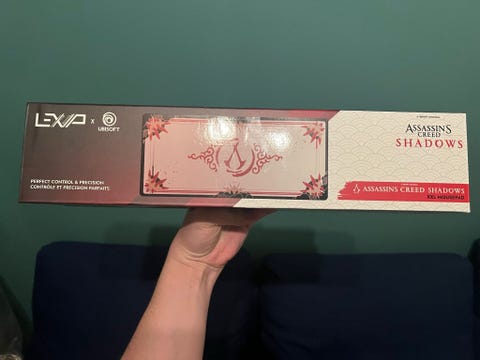 LEXIP x UBISOFT
PERFECT CONTROL & PRECISION
CONTRÔLE ET PRÉCISION PARFAITS
ASSASSIN'S
CREED
SHADOWS
ASSASSIN'S CREED SHADOWS
XXL MOUSEPAD